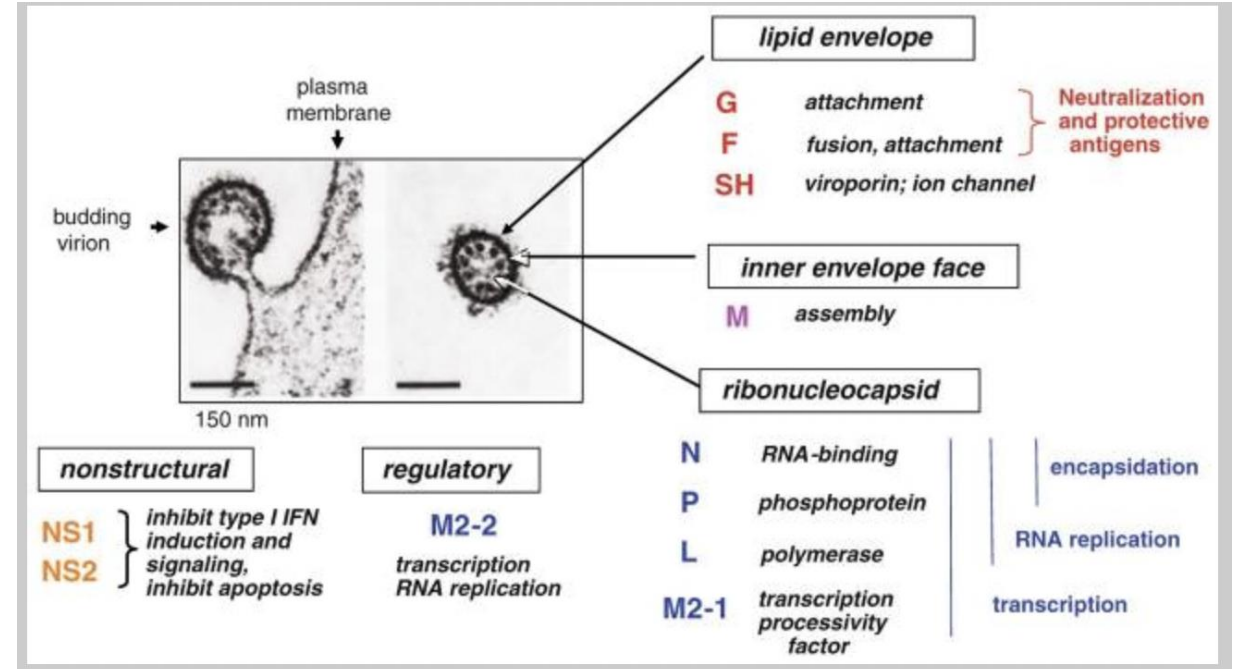 plasma
membrane
budding
virion
150 nm
lipid envelope
G attachment
F fusion, attachment
SH viroporin; ion channel
Neutralization
and protective
antigens
inner envelope face
M assembly
ribonucleocapsid
N RNA-binding
P phosphoprotein
L polymerase
M2-1 transcription
processivity
factor
encapsidation
RNA replication
transcription
nonstructural
NS1
NS2
inhibit type I IFN
induction and
signaling,
inhibit apoptosis
regulatory
M2-2
transcription
RNA replication